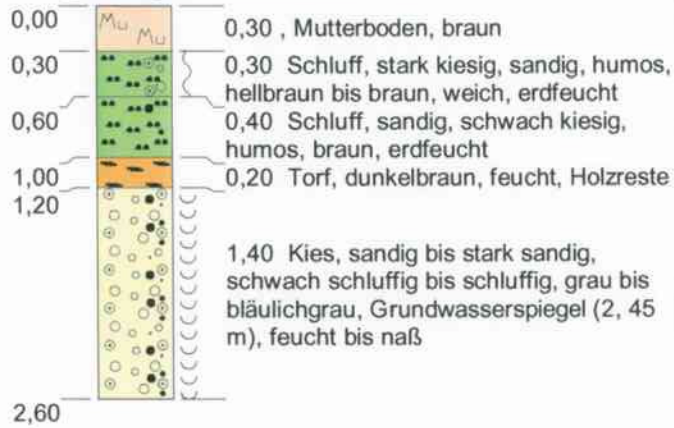 0,00
Mu
Mu
0,30 , Mutterboden, braun
0,30
0,30 Schluff, stark kiesig, sandig, humos,
hellbraun bis braun, weich, erdfeucht
0,60
0,40 Schluff, sandig, schwach kiesig,
humos, braun, erdfeucht
1,00
0,20 Torf, dunkelbraun, feucht, Holzreste
1,20
1,40 Kies, sandig bis stark sandig,
schwach schluffig bis schluffig, grau bis
bläulichgrau, Grundwasserspiegel (2, 45
m), feucht bis naß
2,60